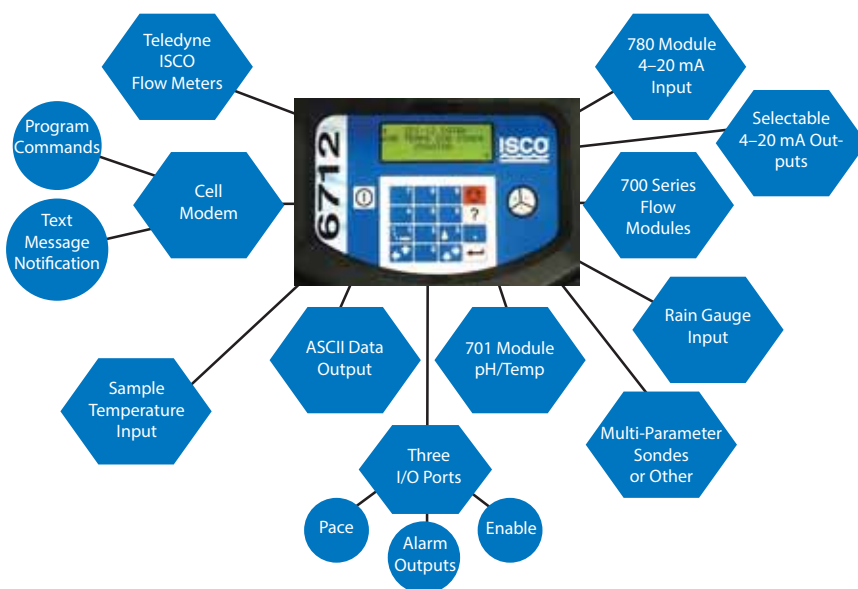 Teledyne
ISCO
Flow Meters
780 Module
4–20 mA
Input
Program
Commands
Selectable
4–20 mA Out-
puts
6712
ISCO
Cell
Modem
700 Series
Flow
Modules
?
Text
Message
Notification
Rain Gauge
Input
ASCII Data
Output
701 Module
pH/Temp
Sample
Temperature
Input
Multi-Parameter
Sondes
or Other
Three
I/O Ports
Pace
Alarm
Outputs
Enable